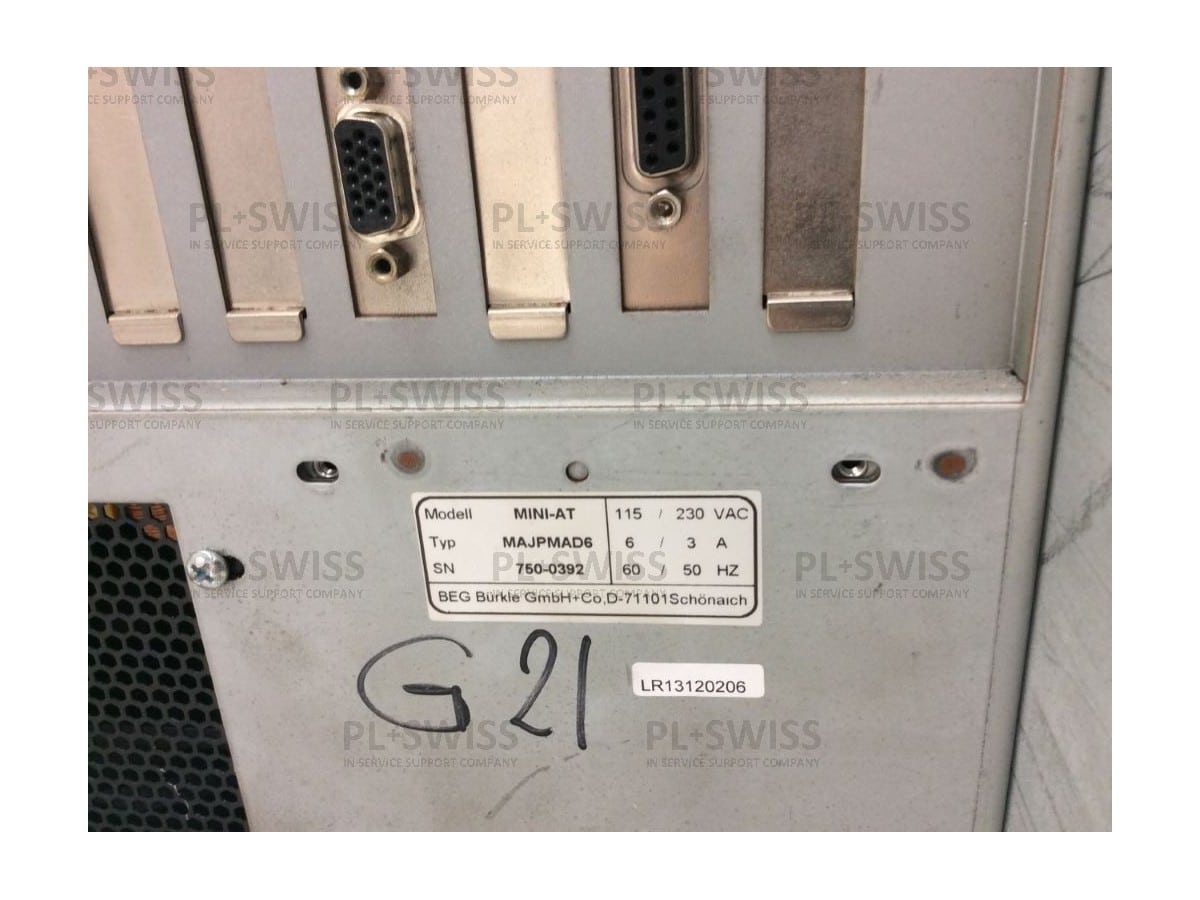 Modell MINI-AT 115 / 230 VAC
Typ MAJPMAD6 6 / 3 A
SN 750-0392 60 / 50 HZ
BEG Bürkle GmbH+Co,D-71101Schönaich
G21
LR13120206
PL+SWISS
IN SERVICE SUPPORT COMPANY